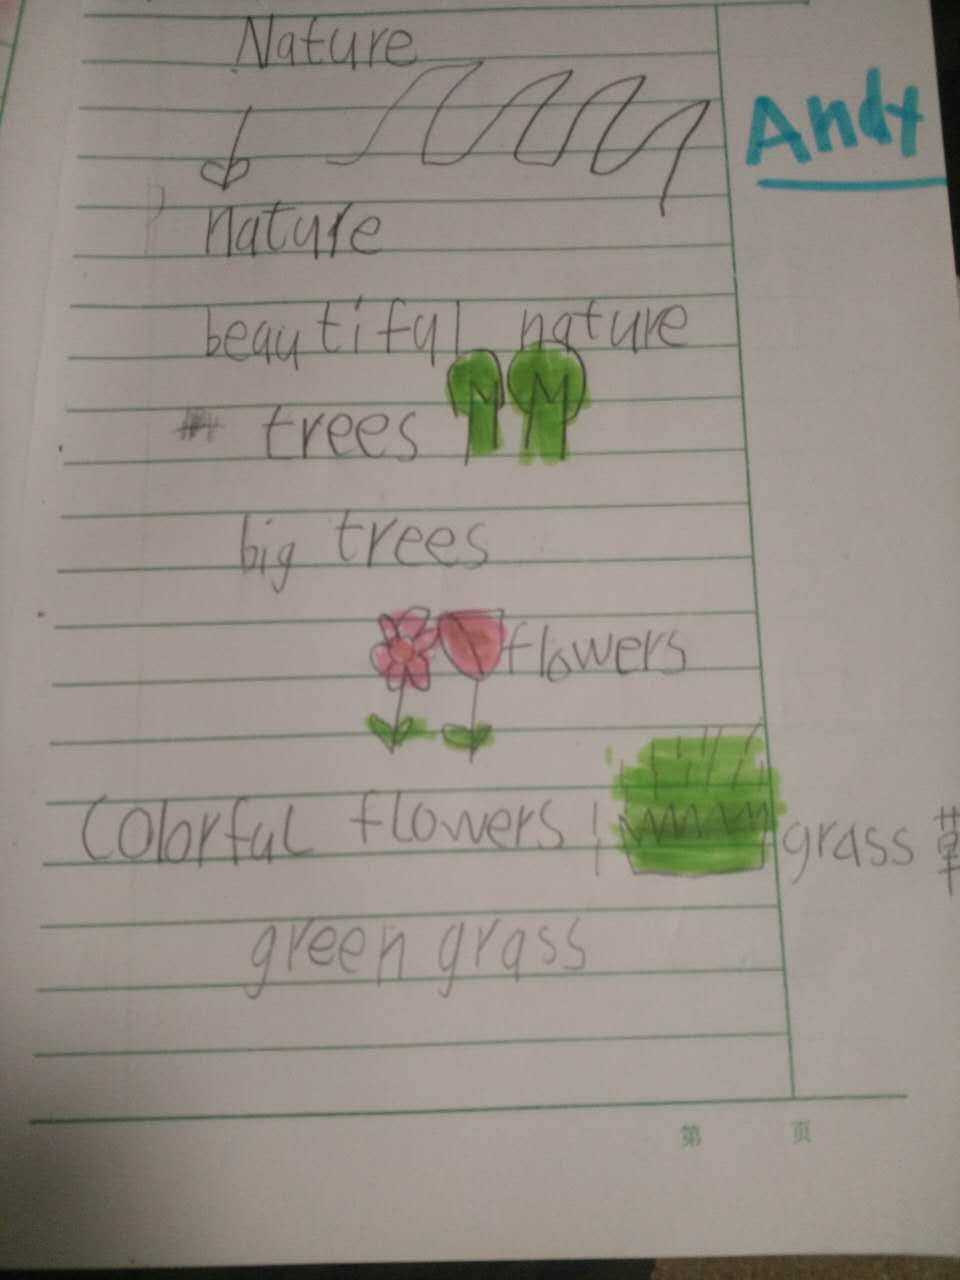 Nature
Andy
nature
beautiful nature
trees
big trees
flowers
Colorful flowers
grass 草
green grass
第 页